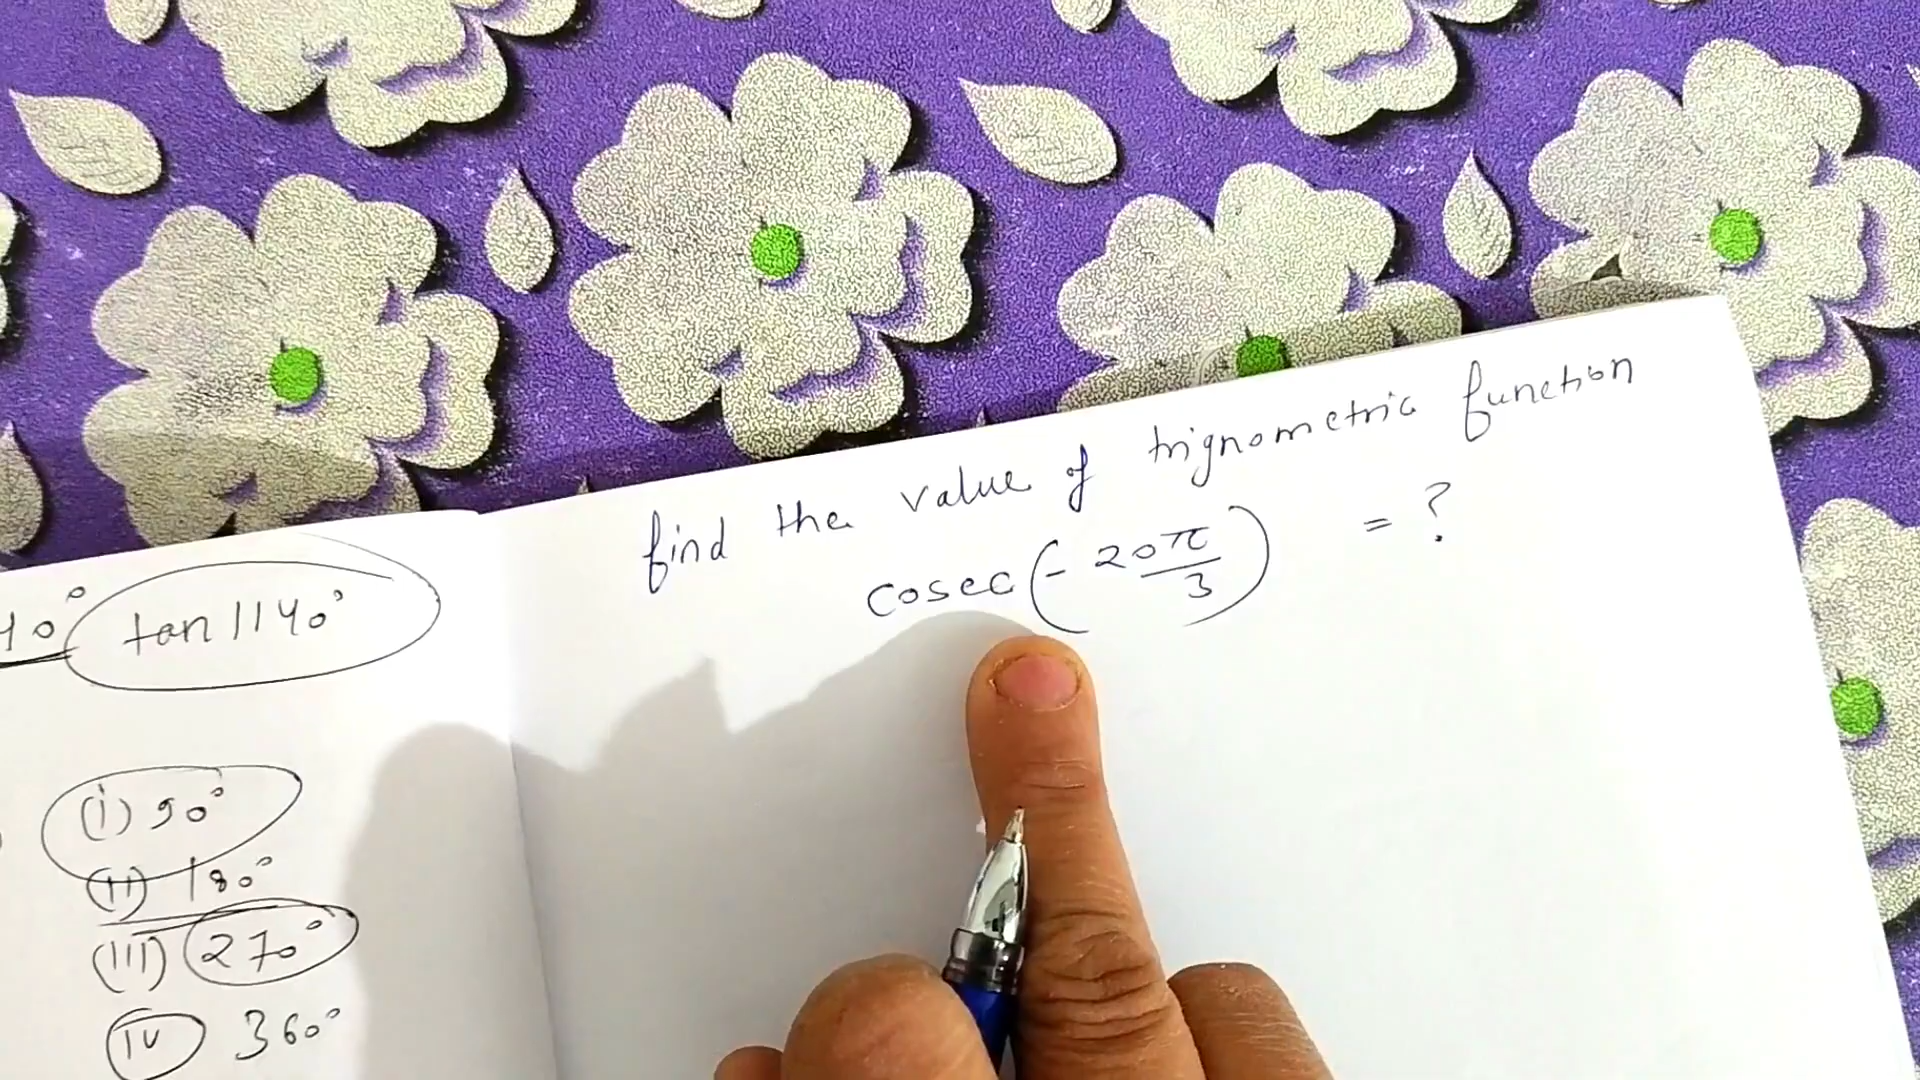 tan 1140°
(i) 90°
(ii) 180°
(iii) 270°
iv 360°
find the value of trignometric function
cosec (- 20π/3) = ?